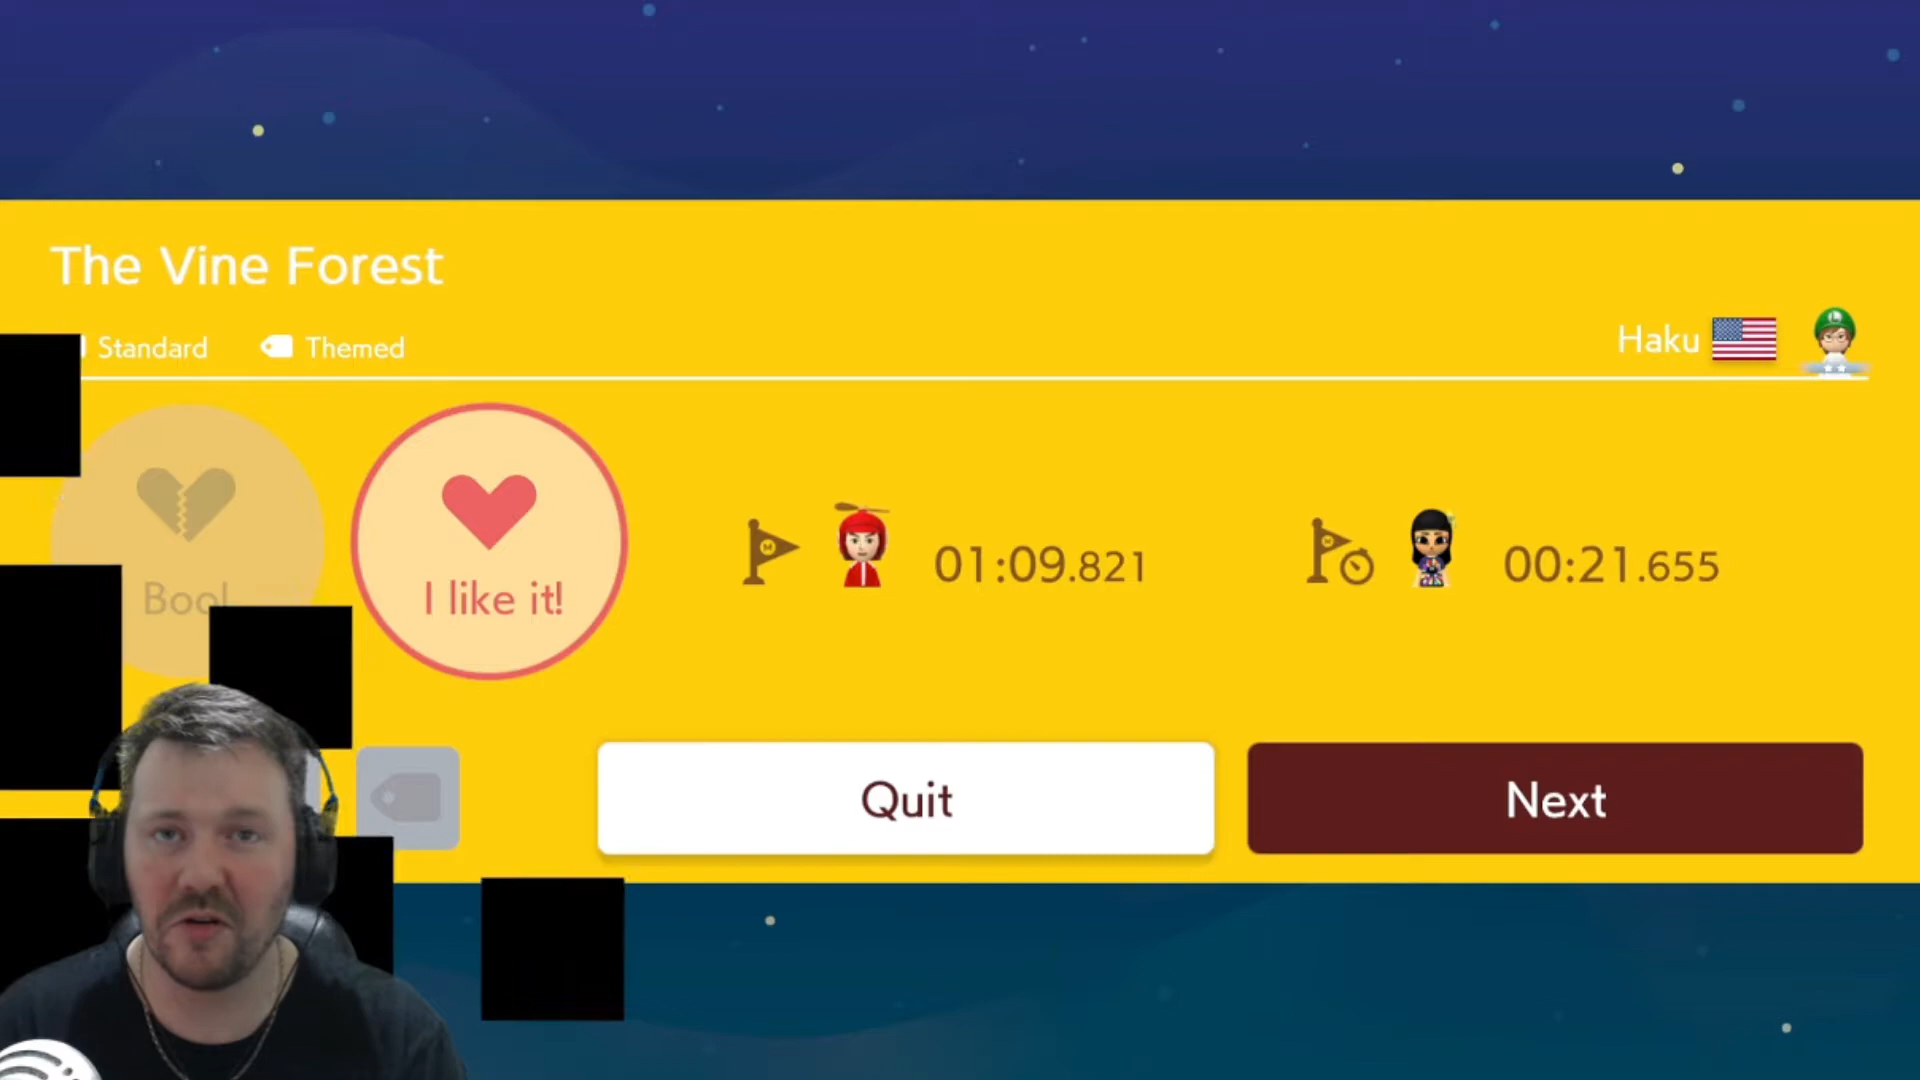 The Vine Forest
Standard Themed
Haku
Boo!
I like it!
01:09.821
00:21.655
Quit Next